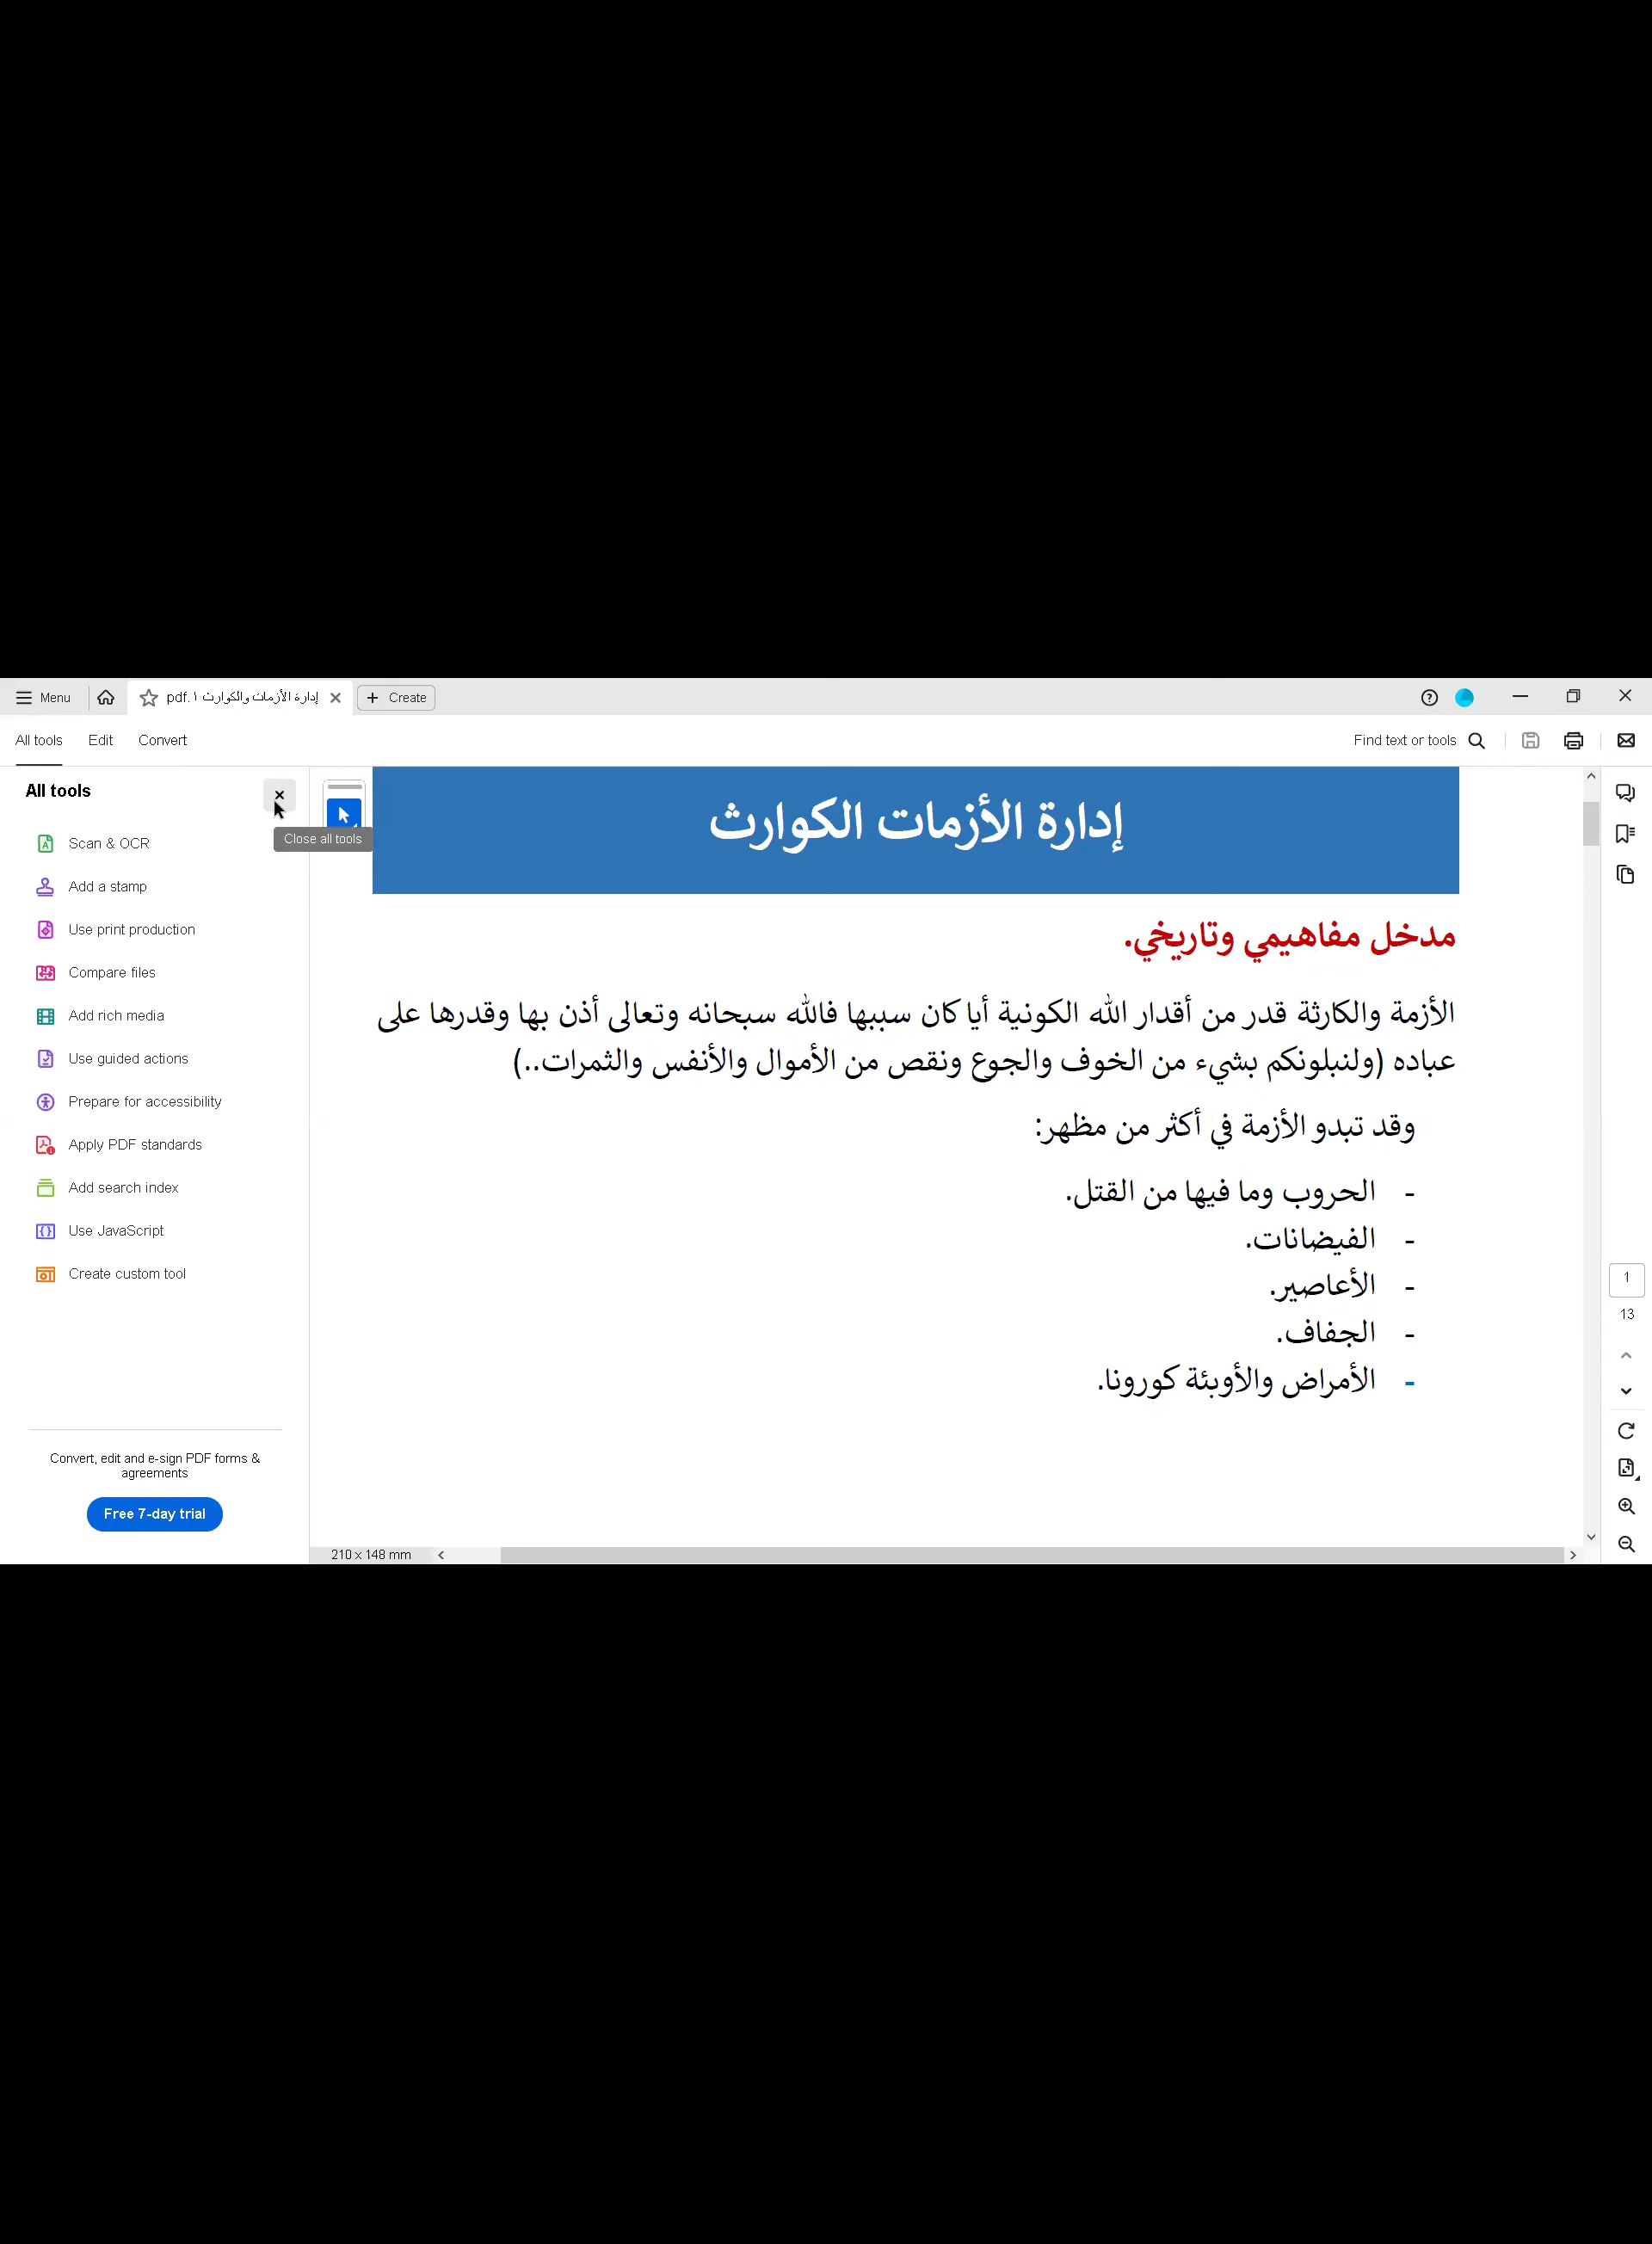 Menu
إدارة الأزمات والكوارث ١.pdf
Create
All tools
Edit
Convert
Find text or tools
All tools
Close all tools
Scan & OCR
Add a stamp
Use print production
Compare files
Add rich media
Use guided actions
Prepare for accessibility
Apply PDF standards
Add search index
Use JavaScript
Create custom tool
Convert, edit and e-sign PDF forms &
agreements
Free 7-day trial
إدارة الأزمات الكوارث
مدخل مفاهيمي وتاريخي.
الأزمة والكارثة قدر من أقدار الله الكونية أيا كان سببها فالله سبحانه وتعالى أذن بها وقدرها على
عباده (ولنبلونكم بشيء من الخوف والجوع ونقص من الأموال والأنفس والثمرات..)
وقد تبدو الأزمة في أكثر من مظهر:
- الحروب وما فيها من القتل.
- الفيضانات.
- الأعاصير.
- الجفاف.
- الأمراض والأوبئة كورونا.
1
13
210 x 148 mm